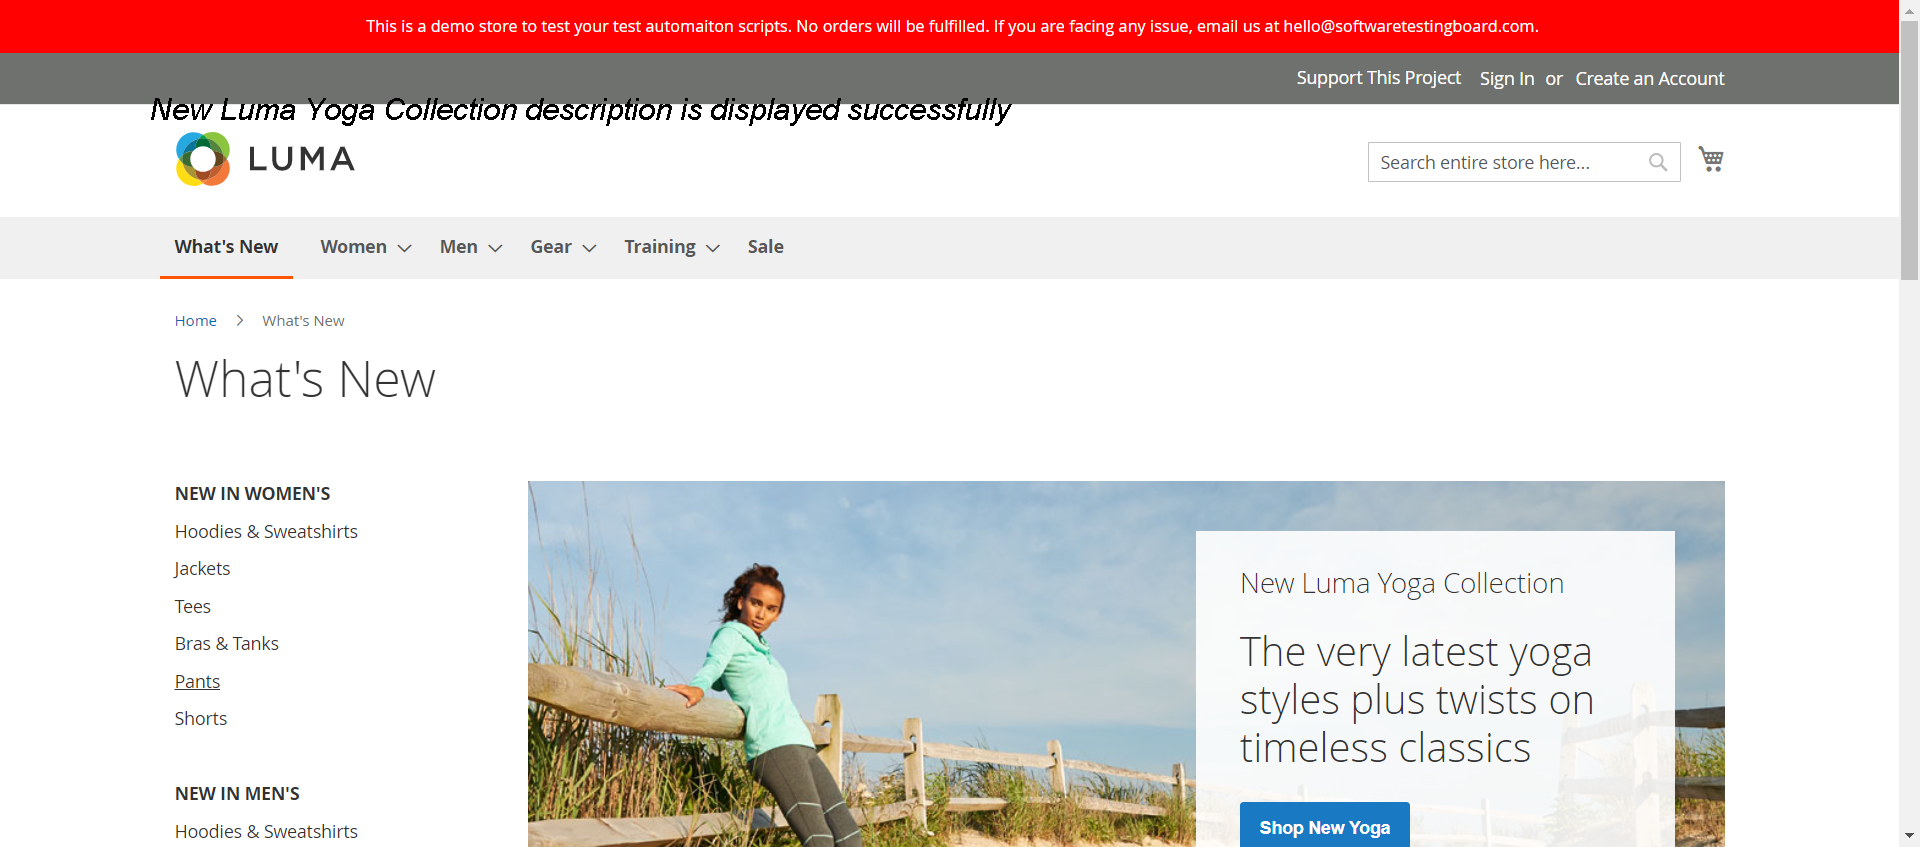 This is a demo store to test your test automaiton scripts. No orders will be fulfilled. If you are facing any issue, email us at hello@softwaretestingboard.com.
Support This Project Sign In or Create an Account
New Luma Yoga Collection description is displayed successfully
LUMA
Search entire store here...
What's New Women Men Gear Training Sale
Home > What's New
What's New
NEW IN WOMEN'S
Hoodies & Sweatshirts
Jackets
Tees
Bras & Tanks
Pants
Shorts
NEW IN MEN'S
Hoodies & Sweatshirts
New Luma Yoga Collection
The very latest yoga
styles plus twists on
timeless classics
Shop New Yoga